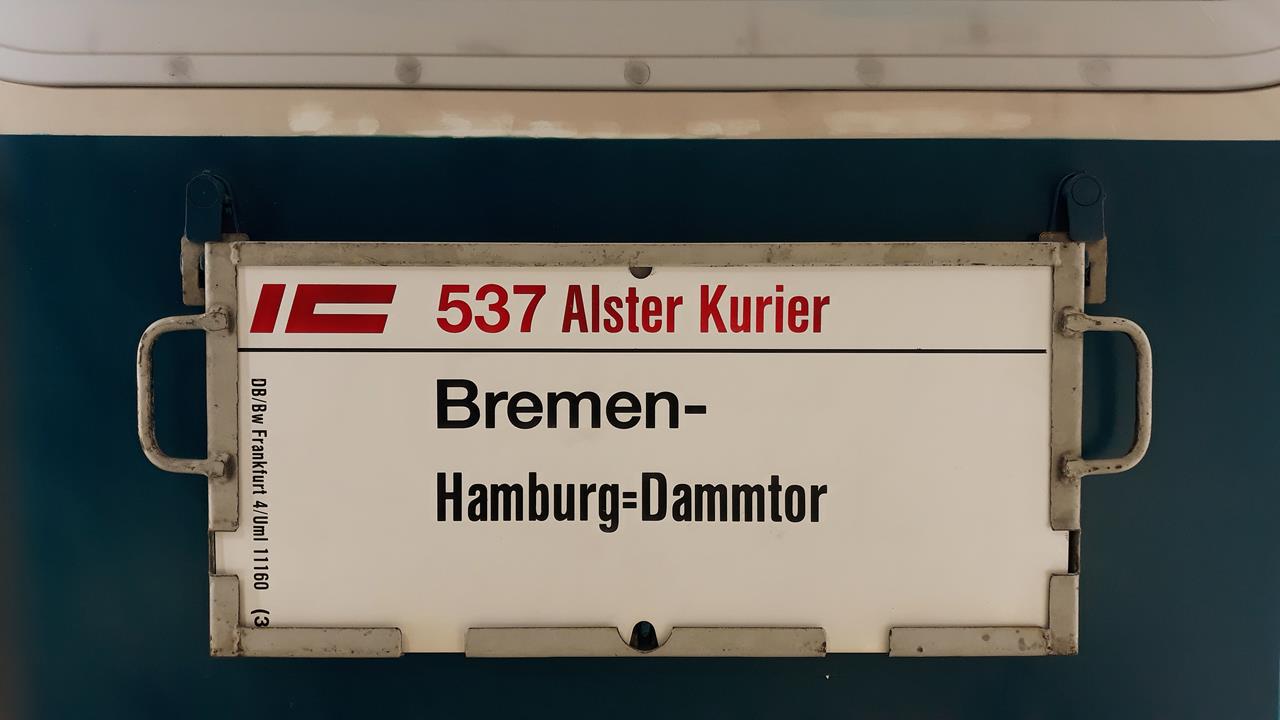 IC 537 Alster Kurier
Bremen-
Hamburg=Dammtor
DB/Bw Frankfurt 4/Uml 11160 (3